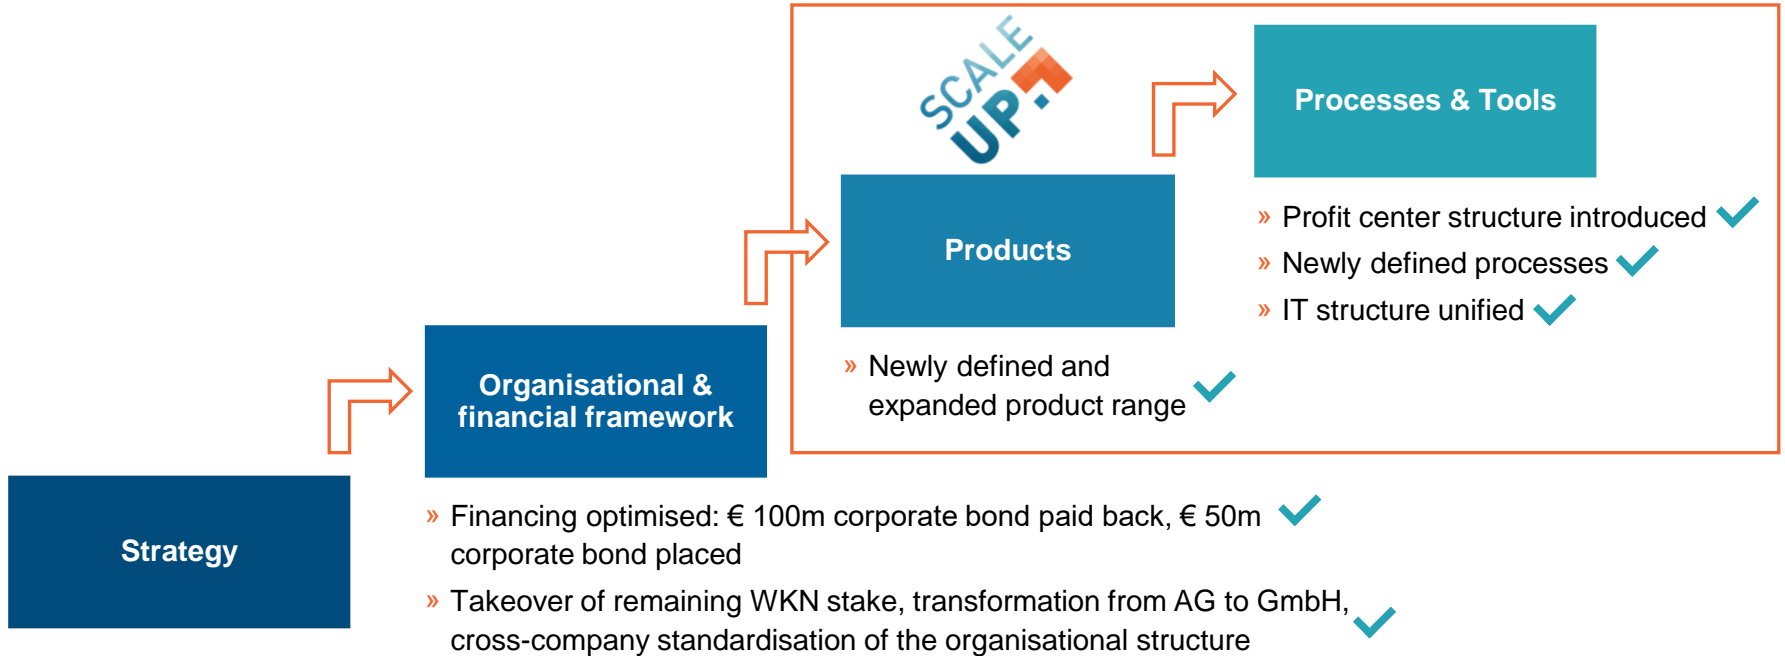 SCALE
UP
Processes & Tools
» Profit center structure introduced
» Newly defined processes
» IT structure unified
Products
» Newly defined and
expanded product range
Organisational &
financial framework
» Financing optimised: € 100m corporate bond paid back, € 50m
corporate bond placed
» Takeover of remaining WKN stake, transformation from AG to GmbH,
cross-company standardisation of the organisational structure
Strategy